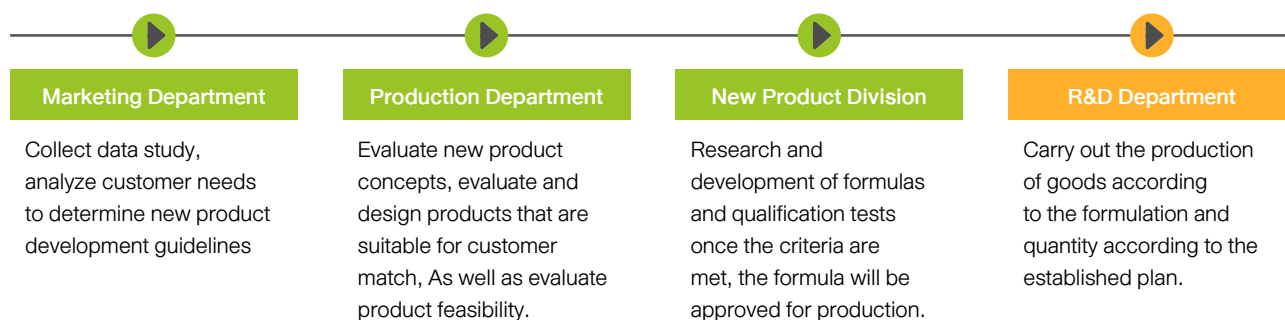 Marketing Department
Collect data study,
analyze customer needs
to determine new product
development guidelines
Production Department
Evaluate new product
concepts, evaluate and
design products that are
suitable for customer
match, As well as evaluate
product feasibility.
New Product Division
Research and
development of formulas
and qualification tests
once the criteria are
met, the formula will be
approved for production.
R&D Department
Carry out the production
of goods according
to the formulation and
quantity according to the
established plan.